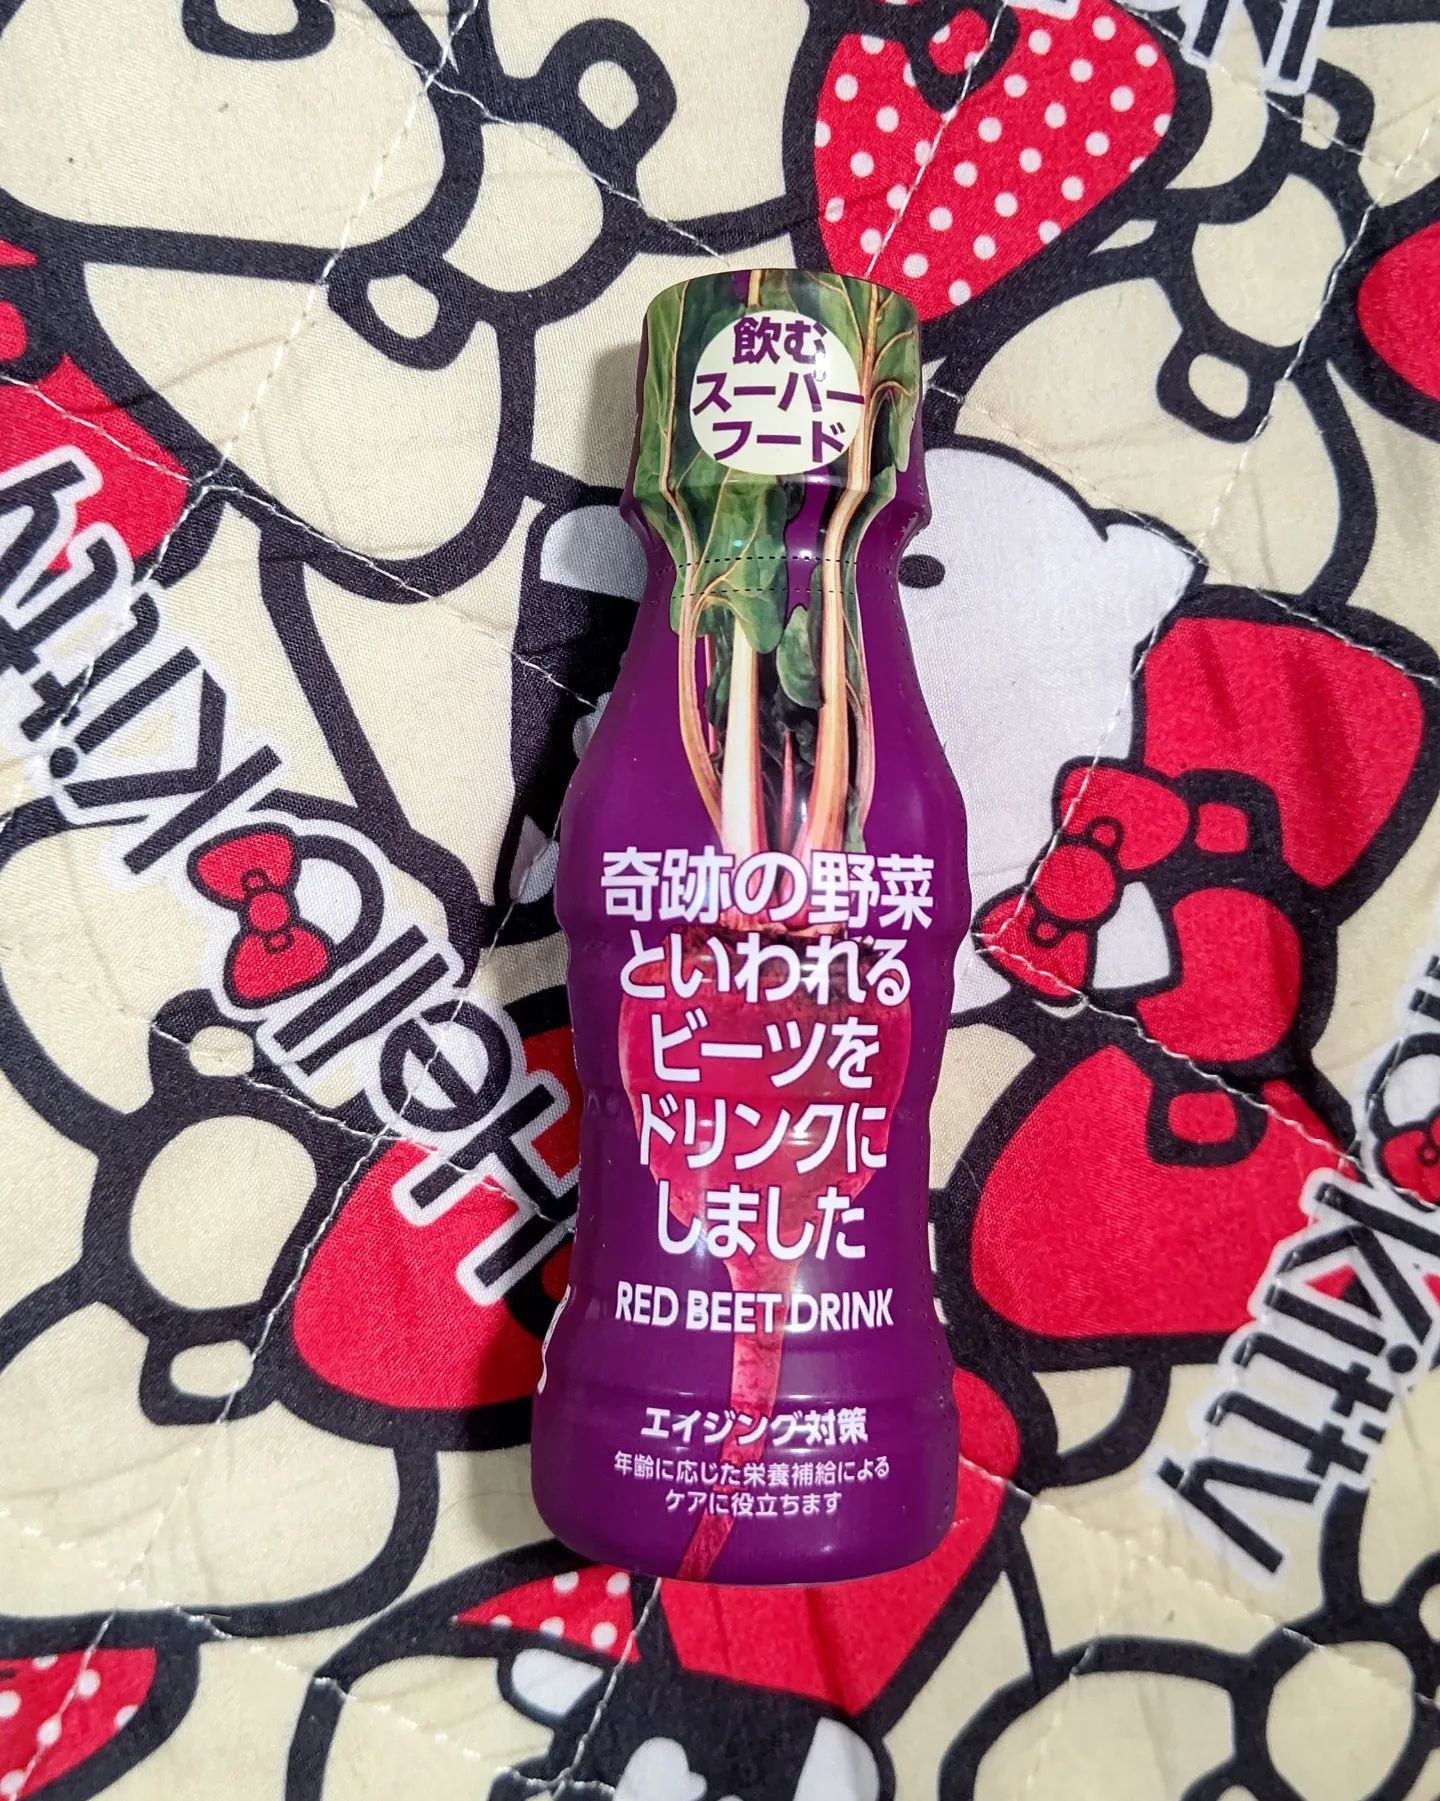 飲む
スーパー
フード
奇跡の野菜
といわれる
ビーツを
ドリンクに
しました
RED BEET DRINK
エイジング対策
年齢に応じた栄養補給による
ケアに役立ちます
Hello Kitty
Kitty